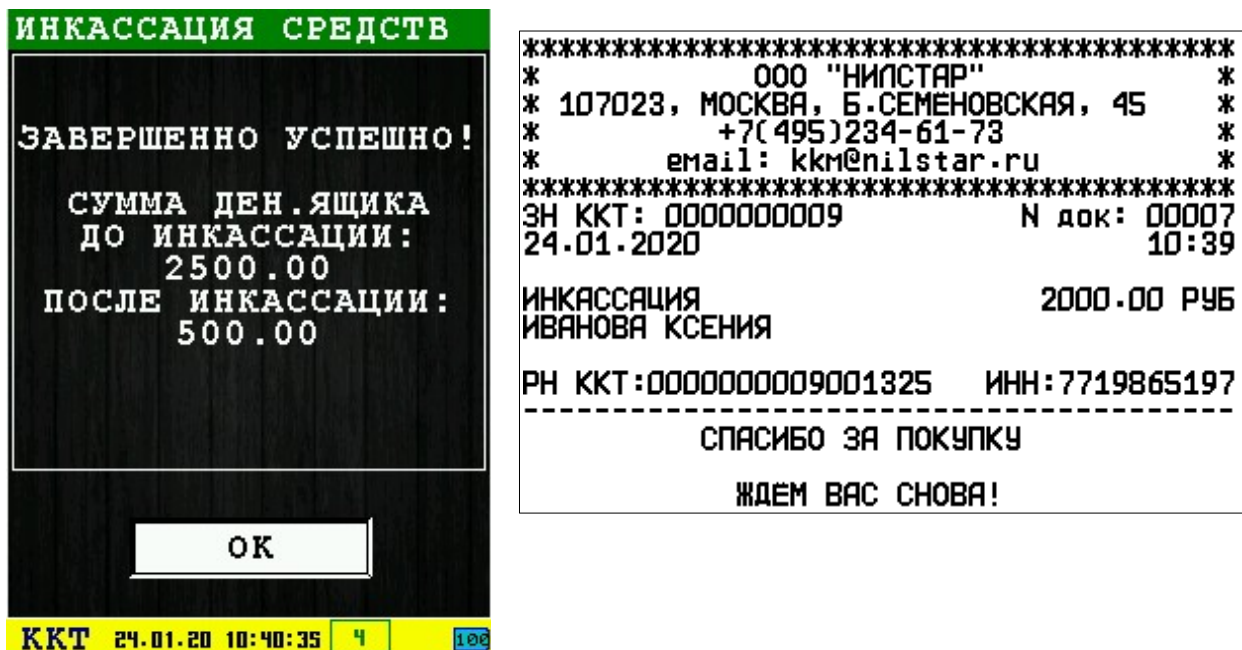 ИНКАССАЦИЯ СРЕДСТВ
ЗАВЕРШЕННО УСПЕШНО!
СУММА ДЕН.ЯЩИКА
ДО ИНКАССАЦИИ:
2500.00
ПОСЛЕ ИНКАССАЦИИ:
500.00
ОК
ККТ 24.01.20 10:40:35 4 100
****************************************
* ООО "НИЛСТАР" *
* 107023, МОСКВА, Б.СЕМЕНОВСКАЯ, 45 *
* +7(495)234-61-73 *
* email: kkm@nilstar.ru *
****************************************
ЗН ККТ: 0000000009 N док: 00007
24.01.2020 10:39
ИНКАССАЦИЯ 2000.00 РУБ
ИВАНОВА КСЕНИЯ
РН ККТ:0000000009001325 ИНН:7719865197
----------------------------------------
СПАСИБО ЗА ПОКУПКУ
ЖДЕМ ВАС СНОВА!